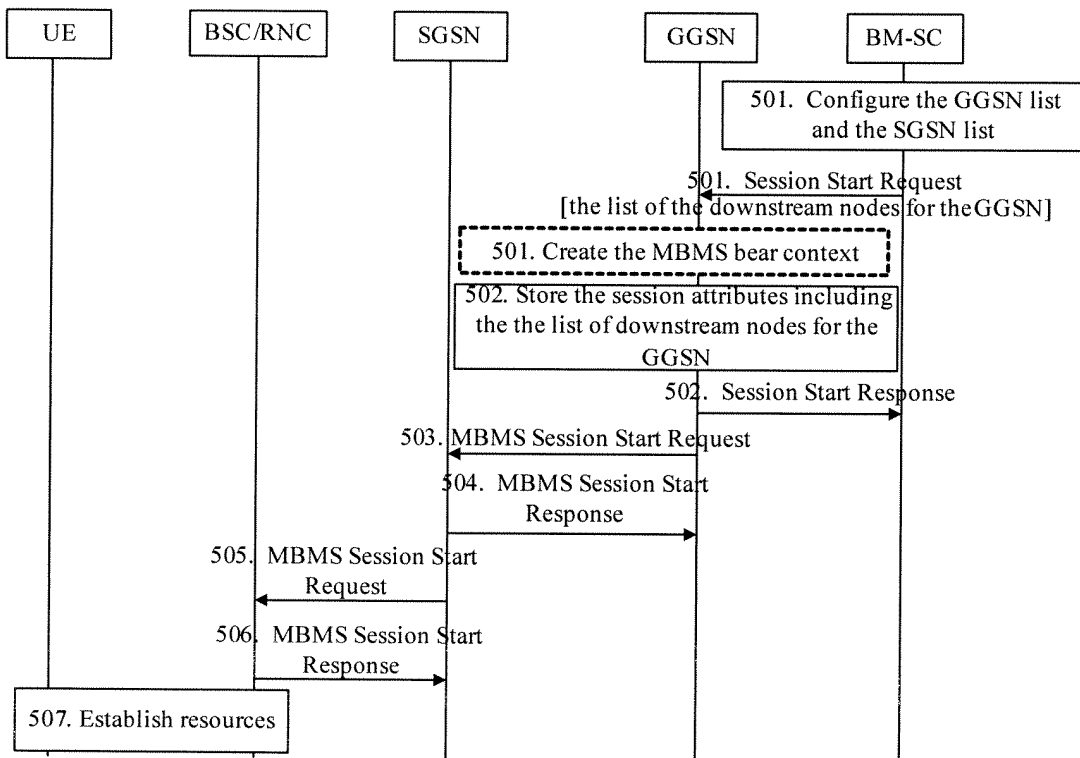 UE
BSC/RNC
SGSN
GGSN
BM-SC
501. Configure the GGSN list
and the SGSN list
501. Session Start Request
[the list of the downstream nodes for the GGSN]
501. Create the MBMS bear context
502. Store the session attributes including
the the list of downstream nodes for the
GGSN
502. Session Start Response
503. MBMS Session Start Request
504. MBMS Session Start
Response
505. MBMS Session Start
Request
506. MBMS Session Start
Response
507. Establish resources